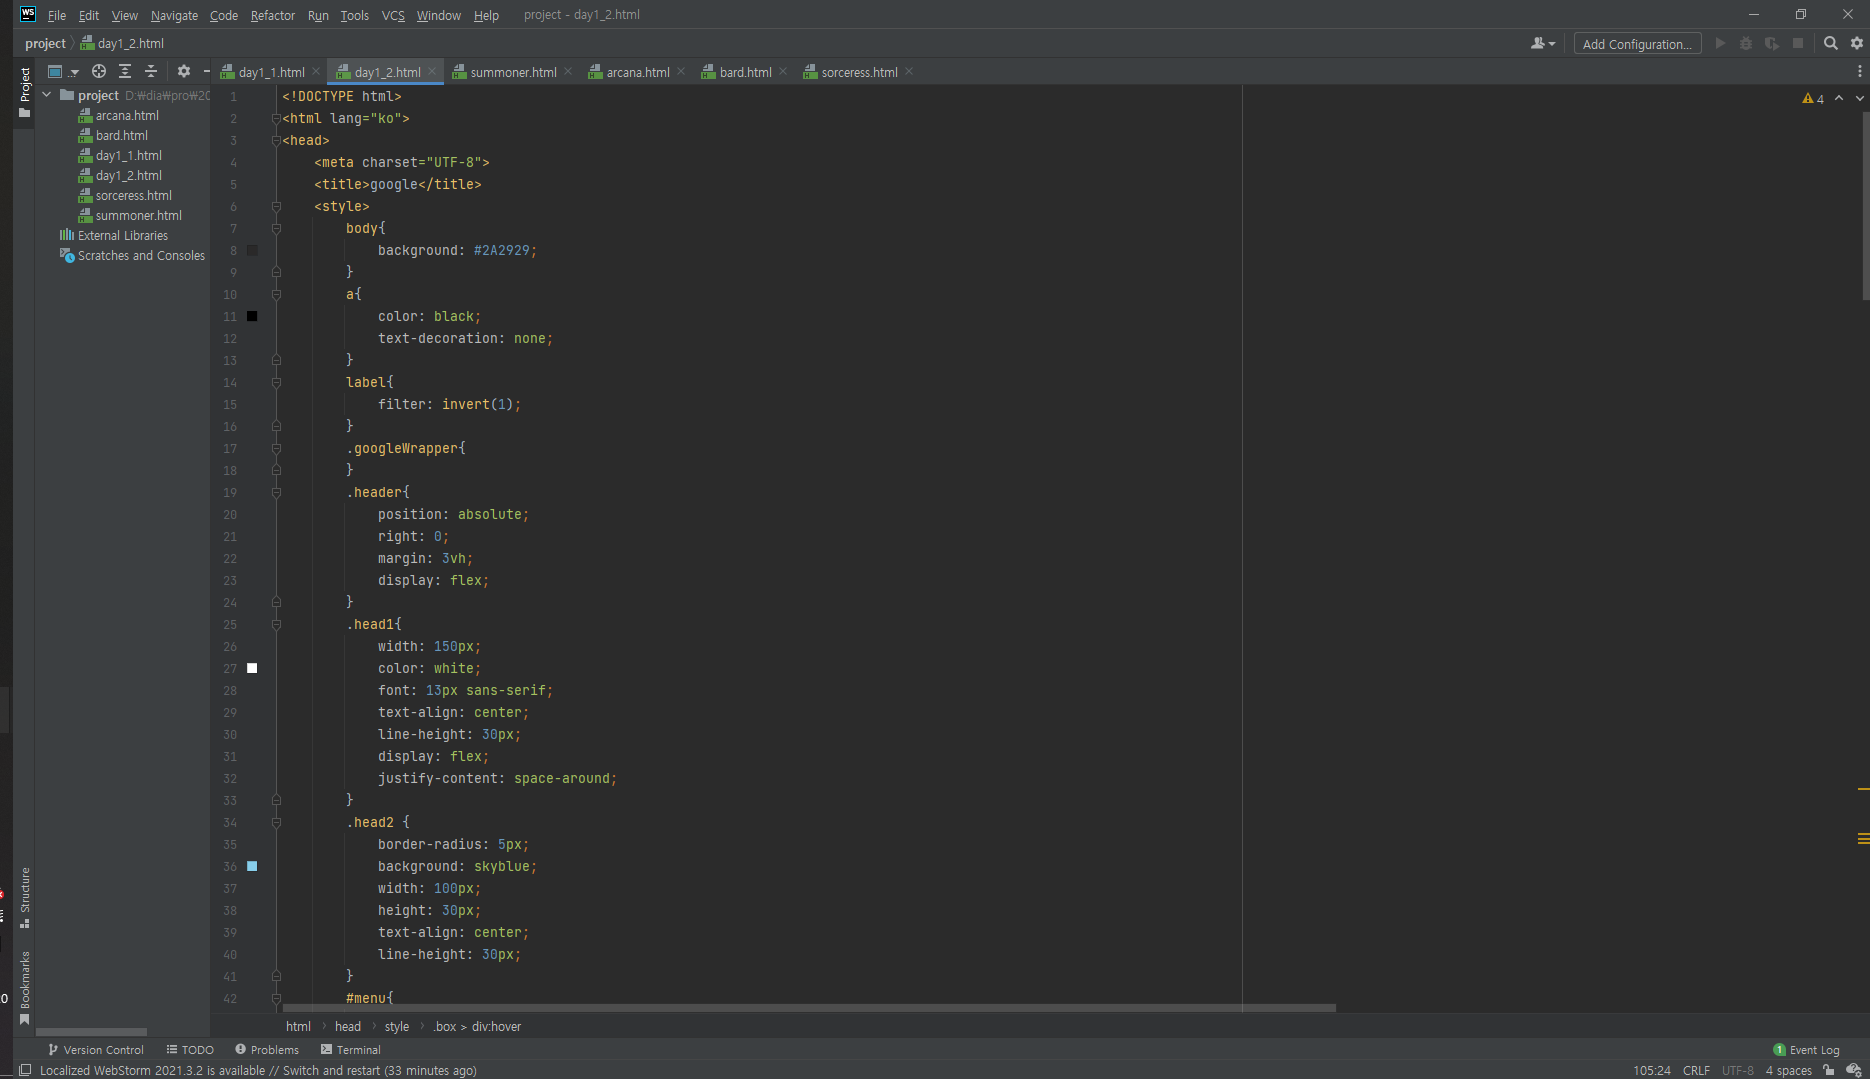 WS File Edit View Navigate Code Refactor Run Tools VCS Window Help project - day1_2.html
project day1_2.html Add Configuration...
day1_1.html day1_2.html summoner.html arcana.html bard.html sorceress.html
Project
project D:₩dia₩pro₩20
arcana.html
bard.html
day1_1.html
day1_2.html
sorceress.html
summoner.html
External Libraries
Scratches and Consoles
Structure
Bookmarks
4
1 <!DOCTYPE html>
2 <html lang="ko">
3 <head>
4 <meta charset="UTF-8">
5 <title>google</title>
6 <style>
7 body{
8 background: #2A2929;
9 }
10 a{
11 color: black;
12 text-decoration: none;
13 }
14 label{
15 filter: invert(1);
16 }
17 .googleWrapper{
18 }
19 .header{
20 position: absolute;
21 right: 0;
22 margin: 3vh;
23 display: flex;
24 }
25 .head1{
26 width: 150px;
27 color: white;
28 font: 13px sans-serif;
29 text-align: center;
30 line-height: 30px;
31 display: flex;
32 justify-content: space-around;
33 }
34 .head2 {
35 border-radius: 5px;
36 background: skyblue;
37 width: 100px;
38 height: 30px;
39 text-align: center;
40 line-height: 30px;
41 }
42 #menu{
html head style .box > div:hover
Version Control TODO Problems Terminal 1 Event Log
Localized WebStorm 2021.3.2 is available // Switch and restart (33 minutes ago) 105:24 CRLF UTF-8 4 spaces